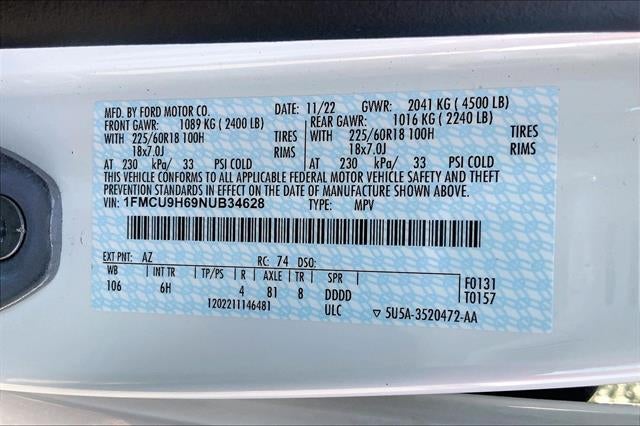 MFD. BY FORD MOTOR CO. DATE: 11/22 GVWR: 2041 KG ( 4500 LB)
FRONT GAWR: 1089 KG ( 2400 LB) REAR GAWR: 1016 KG ( 2240 LB)
WITH 225/60R18 100H TIRES WITH 225/60R18 100H TIRES
18x7.0J RIMS 18x7.0J RIMS
AT 230 kPa/ 33 PSI COLD AT 230 kPa/ 33 PSI COLD
THIS VEHICLE CONFORMS TO ALL APPLICABLE FEDERAL MOTOR VEHICLE SAFETY AND THEFT
PREVENTION STANDARDS IN EFFECT ON THE DATE OF MANUFACTURE SHOWN ABOVE.
VIN: 1FMCU9H69NUB34628 TYPE: MPV
EXT PNT: AZ RC: 74 DSO:
WB INT TR TP/PS R AXLE TR SPR F0131
106 6H 4 81 8 DDDD T0157
1202211146481 ULC ▽ 5U5A-3520472-AA